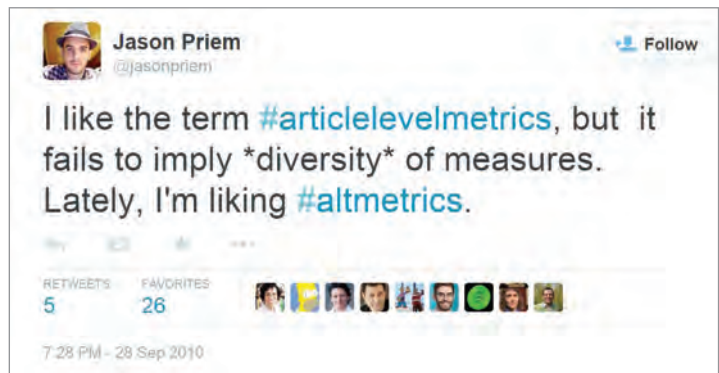 Jason Priem
@jasonpriem
Follow
I like the term #articlelevelmetrics, but it
fails to imply *diversity* of measures.
Lately, I'm liking #altmetrics.
RETWEETS FAVORITES
5 26
7:28 PM - 28 Sep 2010